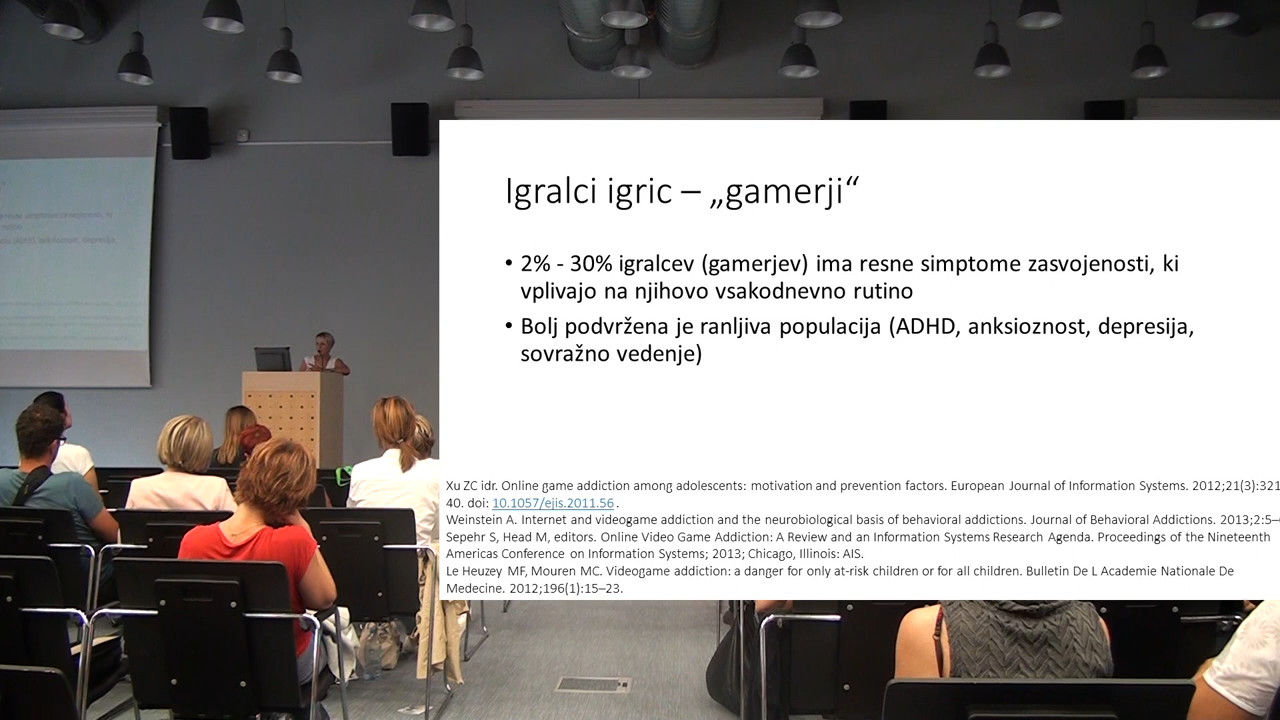 Igralci igric – „gamerji“
• 2% - 30% igralcev (gamerjev) ima resne simptome zasvojenosti, ki
vplivajo na njihovo vsakodnevno rutino
• Bolj podvržena je ranljiva populacija (ADHD, anksioznost, depresija,
sovražno vedenje)
Xu ZC idr. Online game addiction among adolescents: motivation and prevention factors. European Journal of Information Systems. 2012;21(3):321
40. doi: 10.1057/ejis.2011.56.
Weinstein A. Internet and videogame addiction and the neurobiological basis of behavioral addictions. Journal of Behavioral Addictions. 2013;2:5–
Sepehr S, Head M, editors. Online Video Game Addiction: A Review and an Information Systems Research Agenda. Proceedings of the Nineteenth
Americas Conference on Information Systems; 2013; Chicago, Illinois: AIS.
Le Heuzey MF, Mouren MC. Videogame addiction: a danger for only at-risk children or for all children. Bulletin De L Academie Nationale De
Medecine. 2012;196(1):15–23.